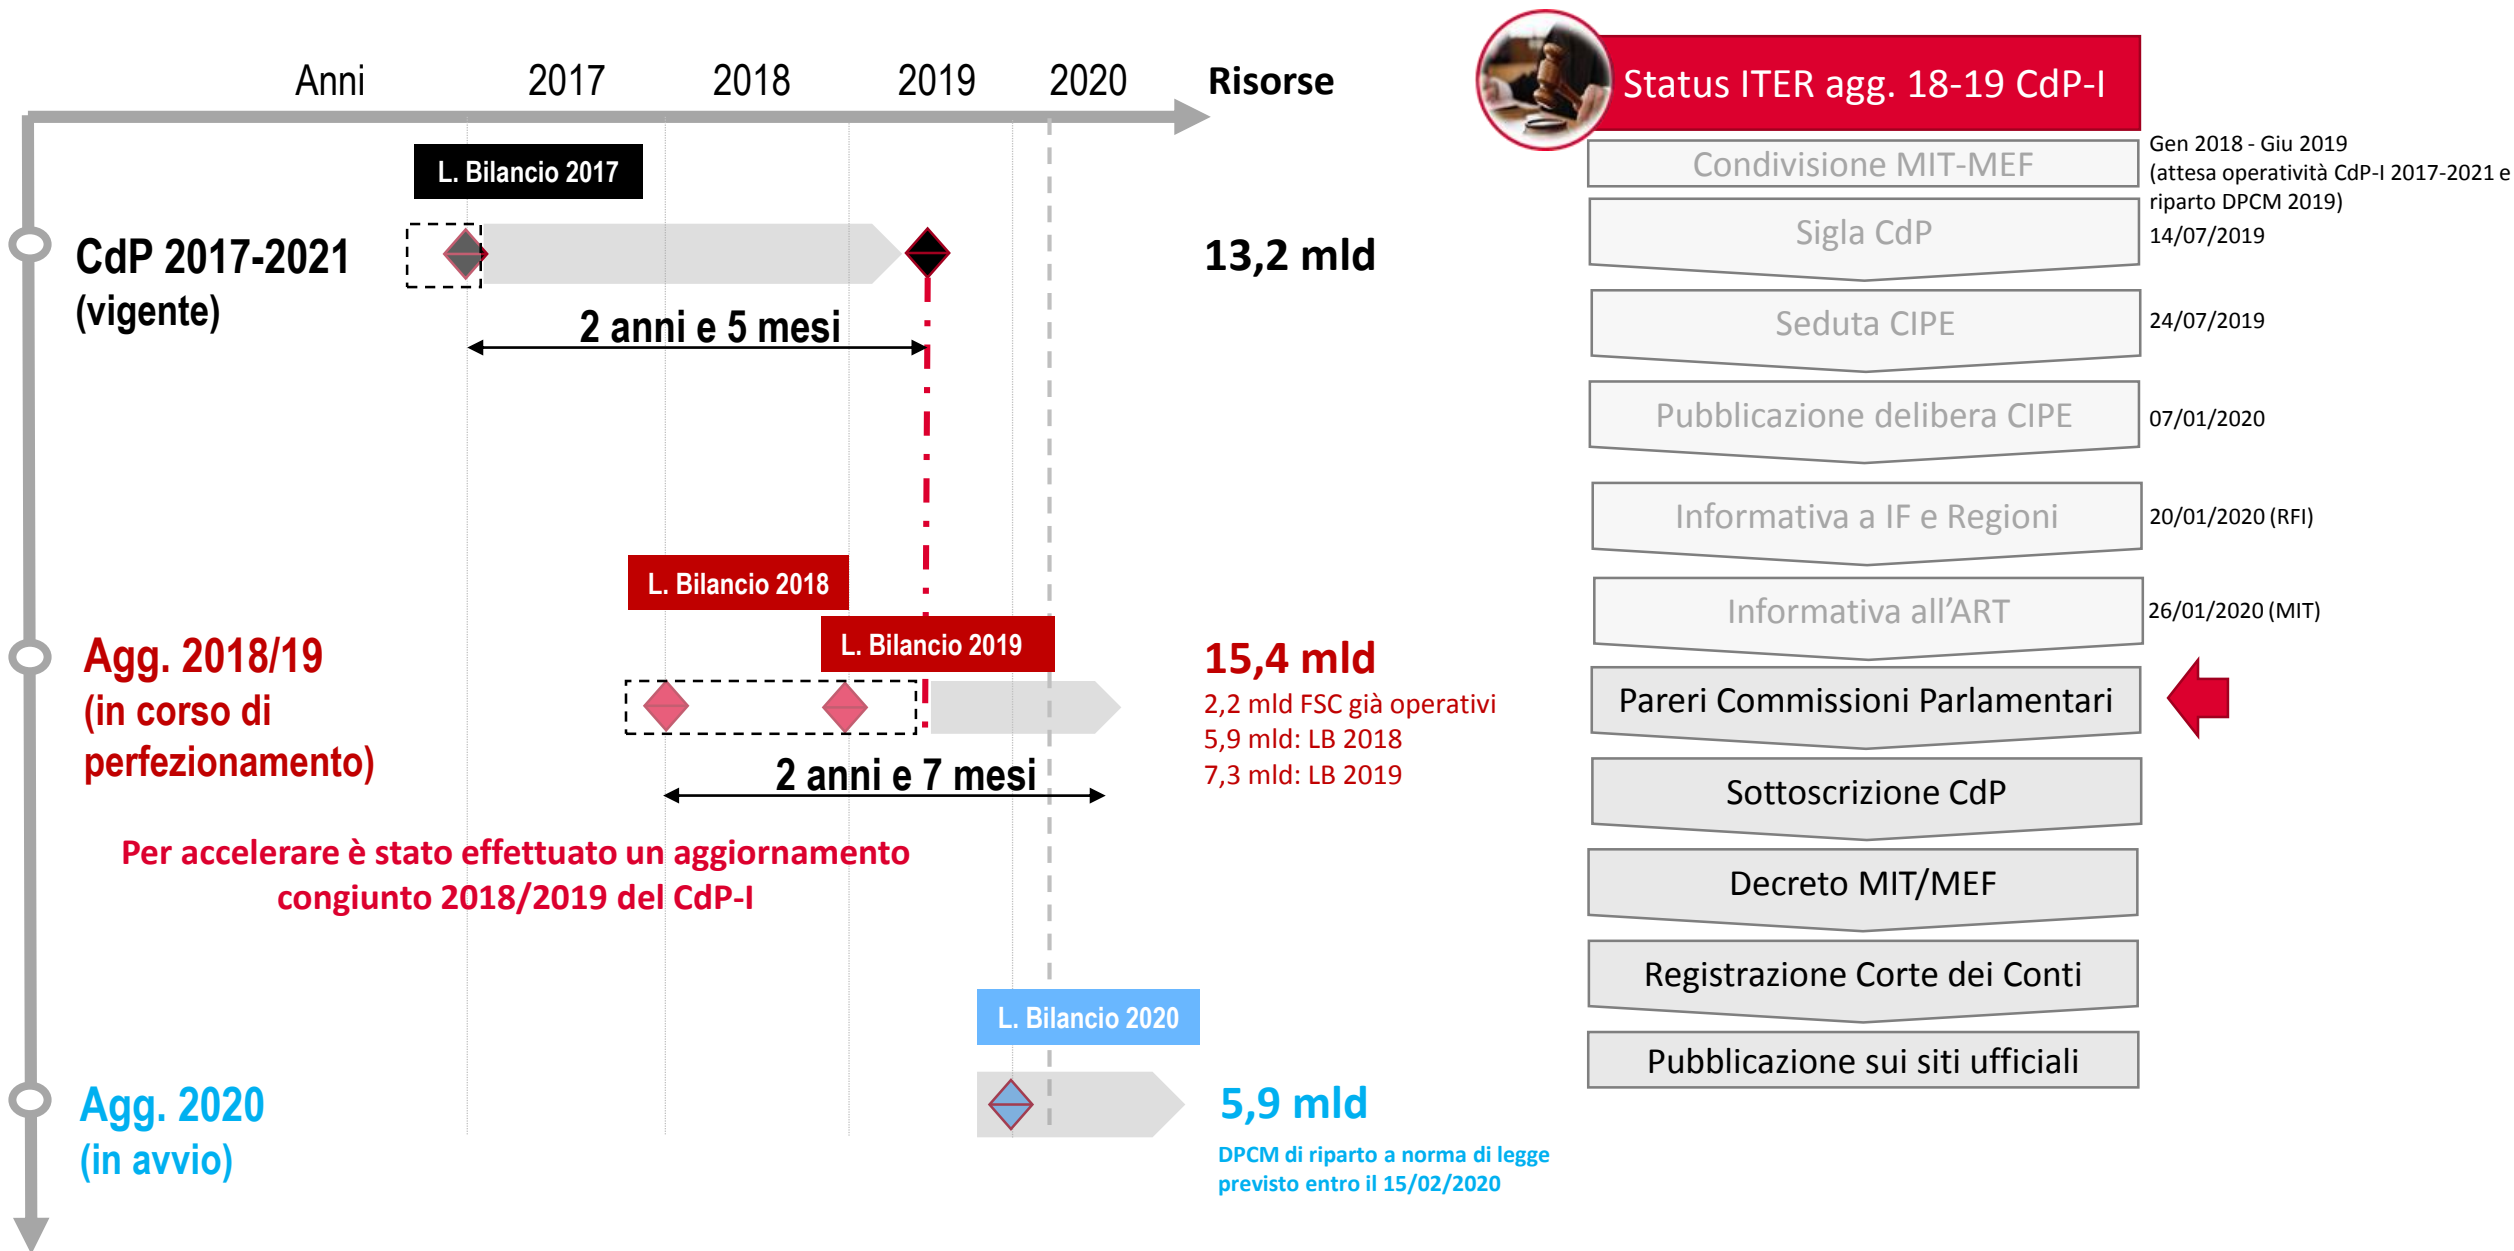 Anni 2017 2018 2019 2020 Risorse
L. Bilancio 2017
CdP 2017-2021
(vigente)
13,2 mld
2 anni e 5 mesi
L. Bilancio 2018
L. Bilancio 2019
Agg. 2018/19
(in corso di
perfezionamento)
15,4 mld
2,2 mld FSC già operativi
5,9 mld: LB 2018
7,3 mld: LB 2019
2 anni e 7 mesi
Per accelerare è stato effettuato un aggiornamento
congiunto 2018/2019 del CdP-I
L. Bilancio 2020
Agg. 2020
(in avvio)
5,9 mld
DPCM di riparto a norma di legge
previsto entro il 15/02/2020
Status ITER agg. 18-19 CdP-I
Condivisione MIT-MEF
Gen 2018 - Giu 2019
(attesa operatività CdP-I 2017-2021 e
riparto DPCM 2019)
Sigla CdP
14/07/2019
Seduta CIPE
24/07/2019
Pubblicazione delibera CIPE
07/01/2020
Informativa a IF e Regioni
20/01/2020 (RFI)
Informativa all'ART
26/01/2020 (MIT)
Pareri Commissioni Parlamentari
Sottoscrizione CdP
Decreto MIT/MEF
Registrazione Corte dei Conti
Pubblicazione sui siti ufficiali